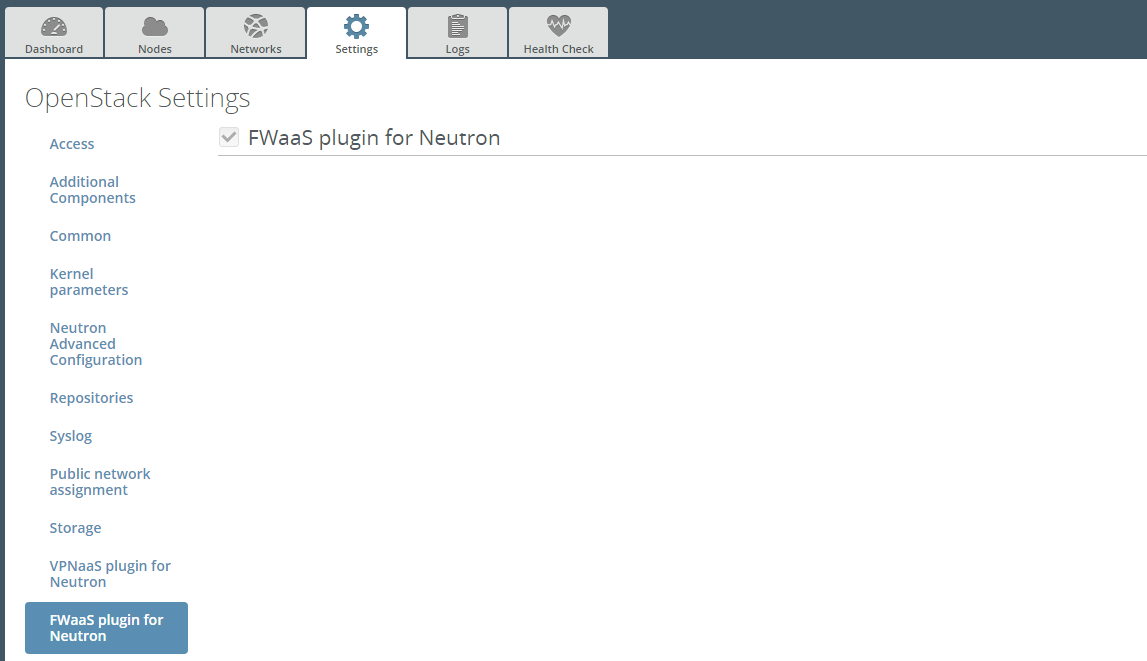 Dashboard
Nodes
Networks
Settings
Logs
Health Check
OpenStack Settings
Access
Additional
Components
Common
Kernel
parameters
Neutron
Advanced
Configuration
Repositories
Syslog
Public network
assignment
Storage
VPNaaS plugin for
Neutron
FWaaS plugin for
Neutron
FWaaS plugin for Neutron